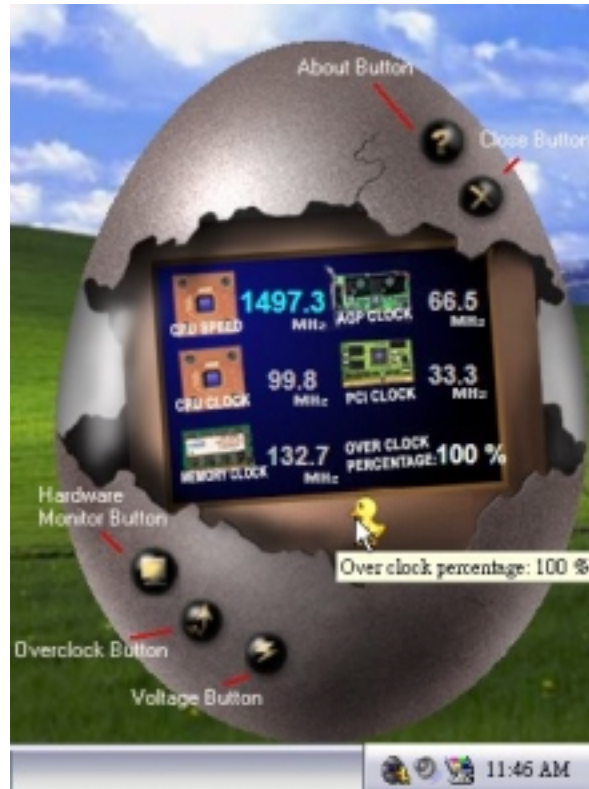 About Button
Close Button
1497.3 MHz
CPU SPEED
66.5 MHz
AGP CLOCK
99.8 MHz
CPU CLOCK
33.3 MHz
PCI CLOCK
132.7 MHz
MEMORY CLOCK
OVER CLOCK
PERCENTAGE:100 %
Hardware
Monitor Button
Over clock percentage: 100 %
Overclock Button
Voltage Button
11:46 AM